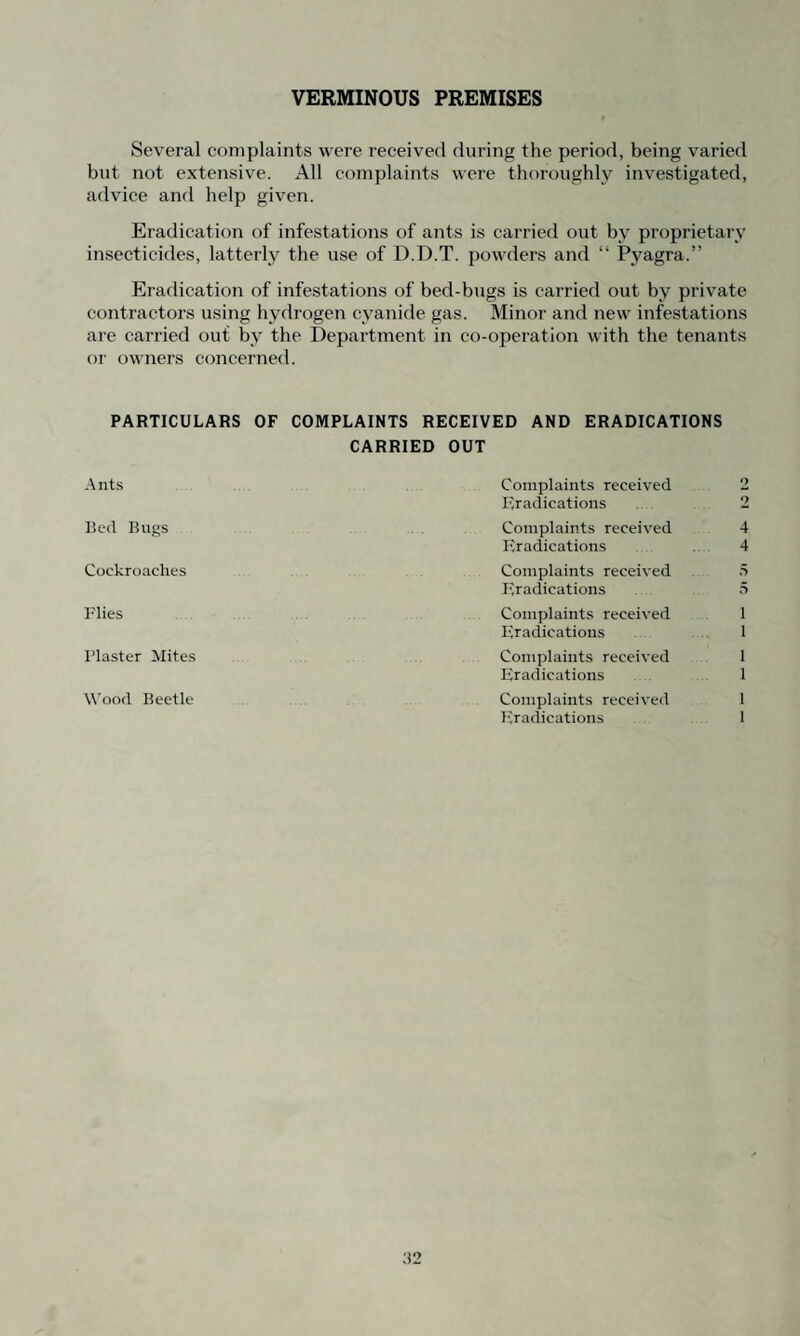 VERMINOUS PREMISES
Several complaints were received during the period, being varied
but not extensive. All complaints were thoroughly investigated,
advice and help given.
Eradication of infestations of ants is carried out by proprietary
insecticides, latterly the use of D.D.T. powders and “ Pyagra.”
Eradication of infestations of bed-bugs is carried out by private
contractors using hydrogen cyanide gas. Minor and new infestations
are carried out by the Department in co-operation with the tenants
or owners concerned.
PARTICULARS OF COMPLAINTS RECEIVED AND ERADICATIONS
CARRIED OUT
Ants .... .... .... .... .... .... Complaints received .... 2
Eradications .... .... 2
Bed Bugs .... .... .... .... .... Complaints received .... 4
Eradications .... .... 4
Cockroaches .... .... .... .... Complaints received .... 5
Eradications .... .... 5
Flies .... .... .... .... .... .... Complaints received .... 1
Eradications .... .... 1
Plaster Mites .... .... .... .... .... Complaints received .... 1
Eradications .... .... 1
Wood Beetle .... .... .... .... .... Complaints received .... 1
Eradications .... .... 1
32